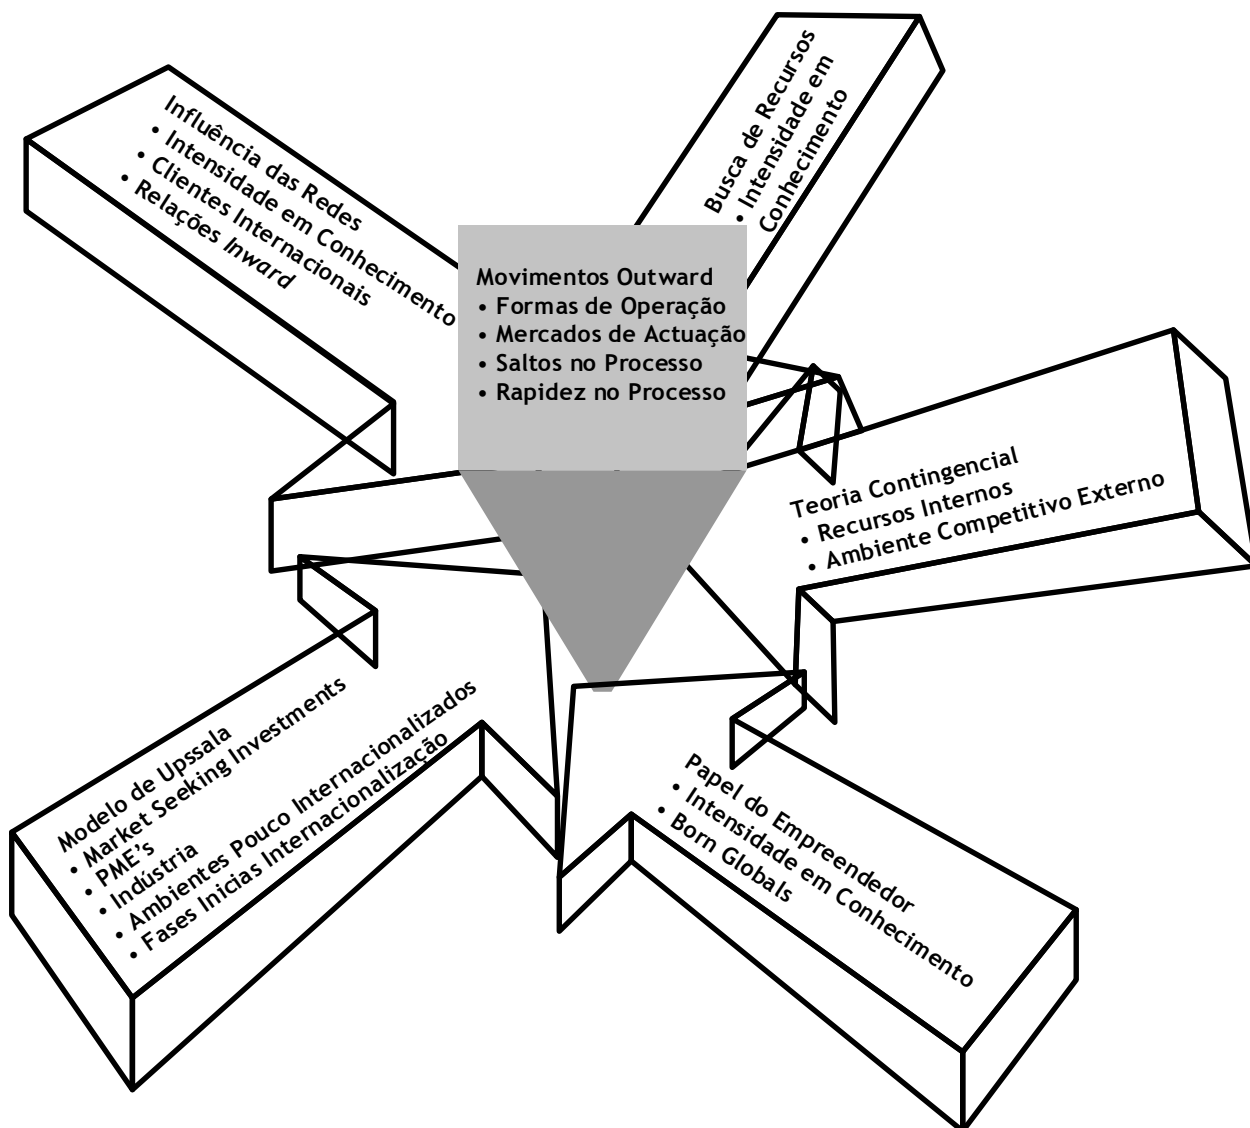 Influência das Redes
• Intensidade em Conhecimento
• Clientes Internacionais
• Relações Inward
Busca de Recursos
• Intensidade em
Conhecimento
Movimentos Outward
• Formas de Operação
• Mercados de Actuação
• Saltos no Processo
• Rapidez no Processo
Teoria Contingencial
• Recursos Internos
• Ambiente Competitivo Externo
Modelo de Upssala
• Market Seeking Investments
• PME's
• Indústria
• Ambientes Pouco Internacionalizados
• Fases Inicias Internacionalização
Papel do Empreendedor
• Intensidade em Conhecimento
• Born Globals